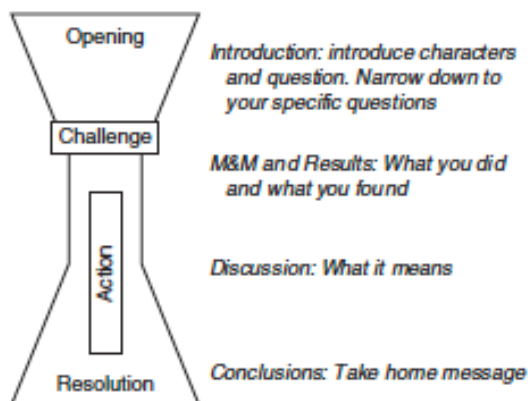 Opening
Introduction: introduce characters
and question. Narrow down to
your specific questions
Challenge
M&M and Results: What you did
and what you found
Action
Discussion: What it means
Resolution
Conclusions: Take home message